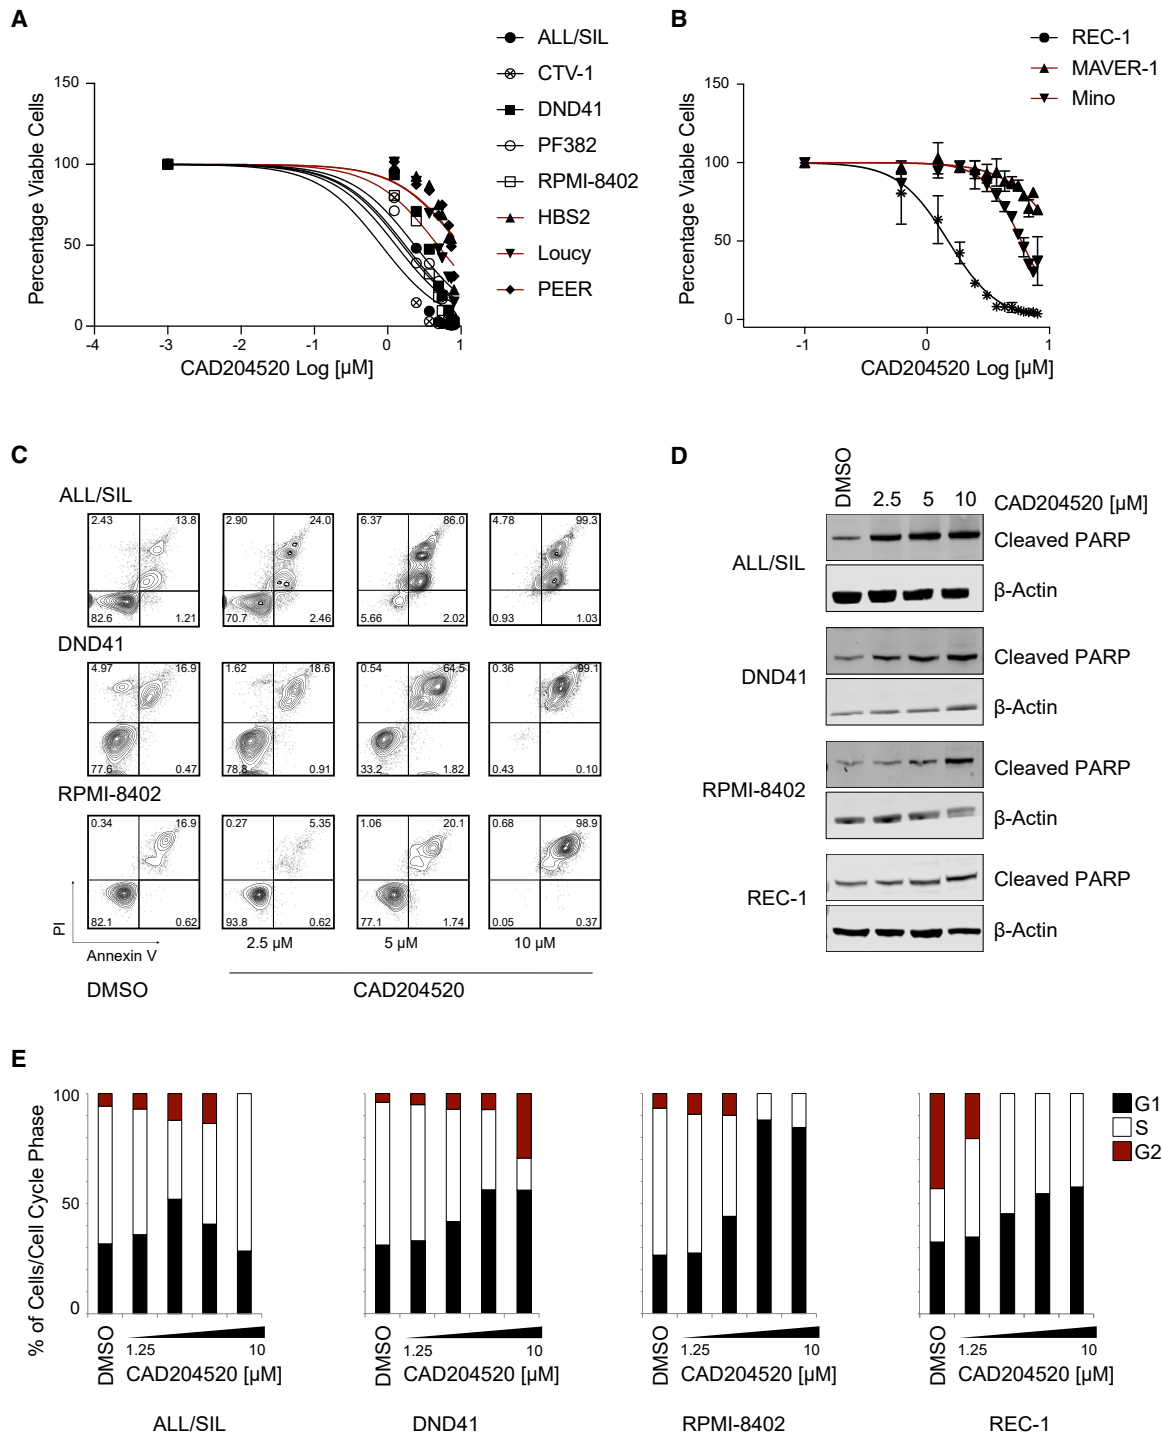 A
ALL/SIL
CTV-1
DND41
PF382
RPMI-8402
HBS2
Loucy
PEER
Percentage Viable Cells
150
100
50
0
-4 -3 -2 -1 0 1
CAD204520 Log [µM]
B
REC-1
MAVER-1
Mino
Percentage Viable Cells
150
100
50
0
-1 0 1
CAD204520 Log [µM]
C
ALL/SIL
2.43 13.8 2.90 24.0 6.37 86.0 4.78 99.3
82.6 1.21 70.7 2.46 5.66 2.02 0.93 1.03
DND41
4.97 16.9 1.62 18.6 0.54 64.5 0.36 99.1
77.6 0.47 78.8 0.91 33.2 1.82 0.43 0.10
RPMI-8402
0.34 16.9 0.27 5.35 1.06 20.1 0.68 98.9
82.1 0.62 93.8 0.62 77.1 1.74 0.05 0.37
PI
Annexin V
2.5 µM 5 µM 10 µM
DMSO CAD204520
D
DMSO 2.5 5 10 CAD204520 [µM]
ALL/SIL
Cleaved PARP
β-Actin
DND41
Cleaved PARP
β-Actin
RPMI-8402
Cleaved PARP
β-Actin
REC-1
Cleaved PARP
β-Actin
E
% of Cells/Cell Cycle Phase
100
50
0
G1
S
G2
DMSO 1.25 10 DMSO 1.25 10 DMSO 1.25 10 DMSO 1.25 10
CAD204520 [µM] CAD204520 [µM] CAD204520 [µM] CAD204520 [µM]
ALL/SIL DND41 RPMI-8402 REC-1